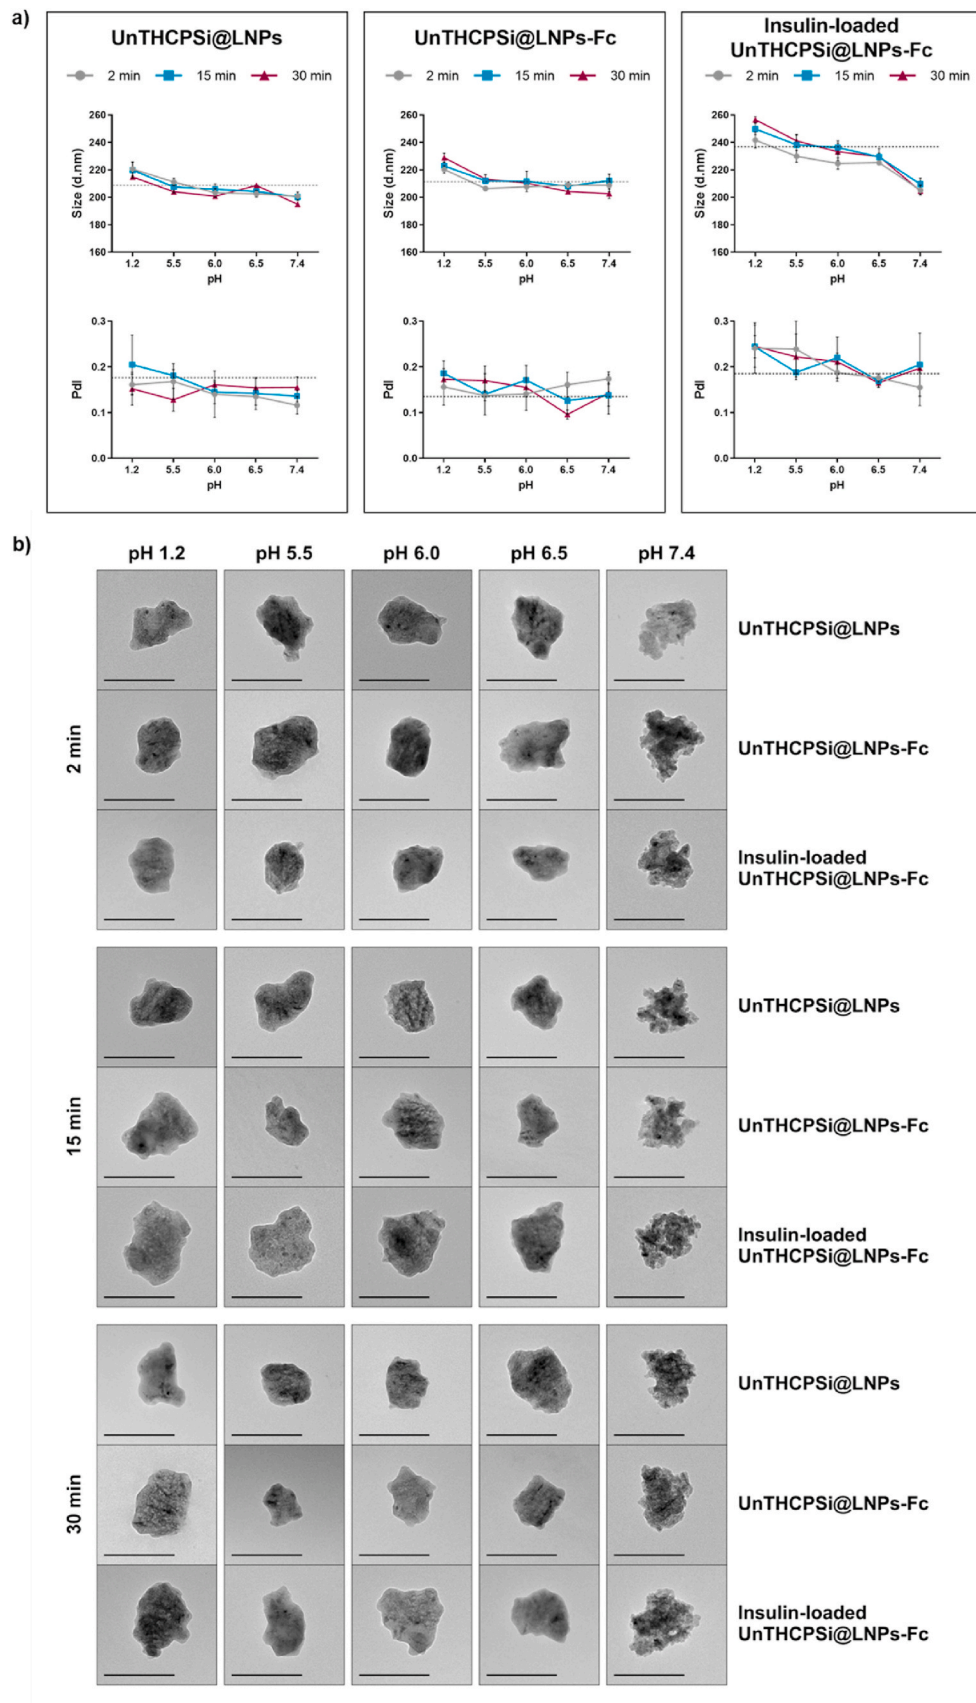 a)
UnTHCPSi@LNPs
2 min 15 min 30 min
260
240
220
200
180
160
Size (d.nm)
1.2 5.5 6.0 6.5 7.4
pH
0.3
0.2
0.1
0.0
PdI
1.2 5.5 6.0 6.5 7.4
pH
UnTHCPSi@LNPs-Fc
2 min 15 min 30 min
260
240
220
200
180
160
Size (d.nm)
1.2 5.5 6.0 6.5 7.4
pH
0.3
0.2
0.1
0.0
PdI
1.2 5.5 6.0 6.5 7.4
pH
Insulin-loaded
UnTHCPSi@LNPs-Fc
2 min 15 min 30 min
260
240
220
200
180
160
Size (d.nm)
1.2 5.5 6.0 6.5 7.4
pH
0.3
0.2
0.1
0.0
PdI
1.2 5.5 6.0 6.5 7.4
pH
b)
pH 1.2 pH 5.5 pH 6.0 pH 6.5 pH 7.4
2 min
UnTHCPSi@LNPs
UnTHCPSi@LNPs-Fc
Insulin-loaded
UnTHCPSi@LNPs-Fc
15 min
UnTHCPSi@LNPs
UnTHCPSi@LNPs-Fc
Insulin-loaded
UnTHCPSi@LNPs-Fc
30 min
UnTHCPSi@LNPs
UnTHCPSi@LNPs-Fc
Insulin-loaded
UnTHCPSi@LNPs-Fc